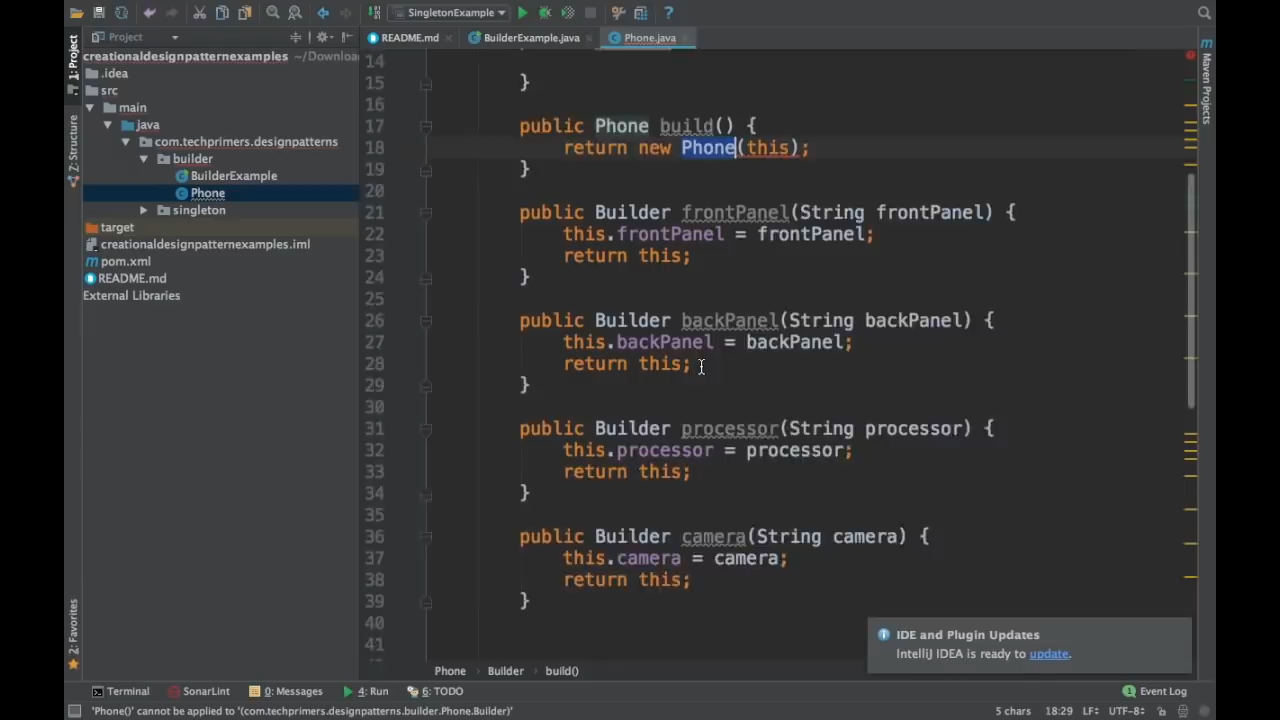 SingletonExample
Project
README.md
BuilderExample.java
Phone.java
1: Project
Z: Structure
2: Favorites
Maven Projects
creationaldesignpatternexamples ~/Downloa
.idea
src
main
java
com.techprimers.designpatterns
builder
BuilderExample
Phone
singleton
target
creationaldesignpatternexamples.iml
pom.xml
README.md
External Libraries
14
15 }
16
17 public Phone build() {
18 return new Phone(this);
19 }
20
21 public Builder frontPanel(String frontPanel) {
22 this.frontPanel = frontPanel;
23 return this;
24 }
25
26 public Builder backPanel(String backPanel) {
27 this.backPanel = backPanel;
28 return this;
29 }
30
31 public Builder processor(String processor) {
32 this.processor = processor;
33 return this;
34 }
35
36 public Builder camera(String camera) {
37 this.camera = camera;
38 return this;
39 }
40
41
IDE and Plugin Updates
IntelliJ IDEA is ready to update.
Phone Builder build()
Terminal SonarLint 0: Messages 4: Run 6: TODO 1 Event Log
'Phone()' cannot be applied to '(com.techprimers.designpatterns.builder.Phone.Builder)' 5 chars 18:29 LF÷ UTF-8÷